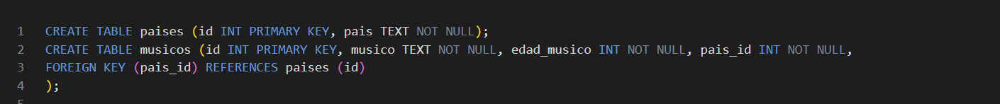 1 CREATE TABLE paises (id INT PRIMARY KEY, pais TEXT NOT NULL);
2 CREATE TABLE musicos (id INT PRIMARY KEY, musico TEXT NOT NULL, edad_musico INT NOT NULL, pais_id INT NOT NULL,
3 FOREIGN KEY (pais_id) REFERENCES paises (id)
4 );